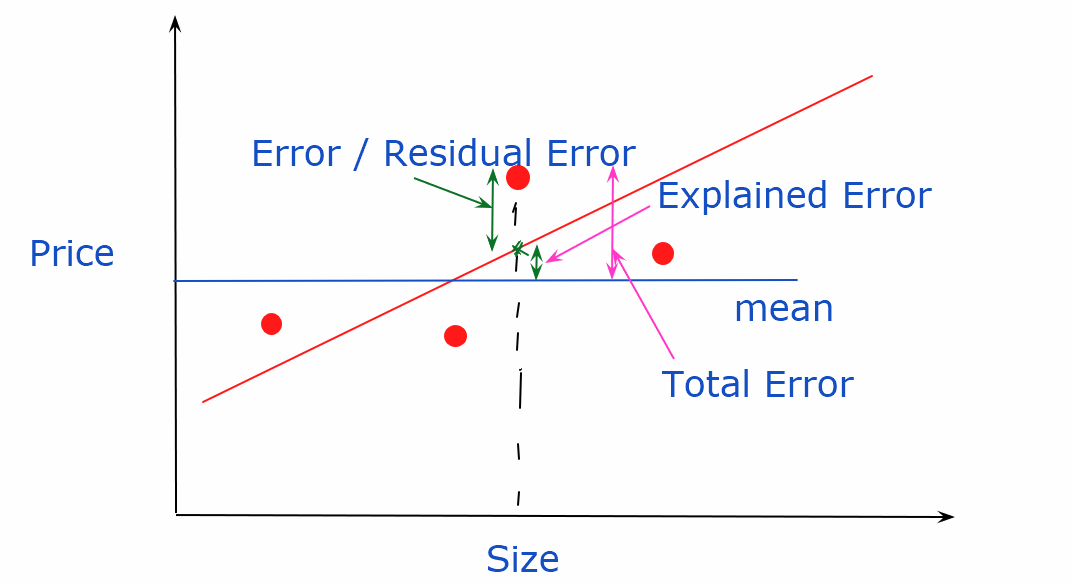 Error / Residual Error
Explained Error
Price
mean
Total Error
Size